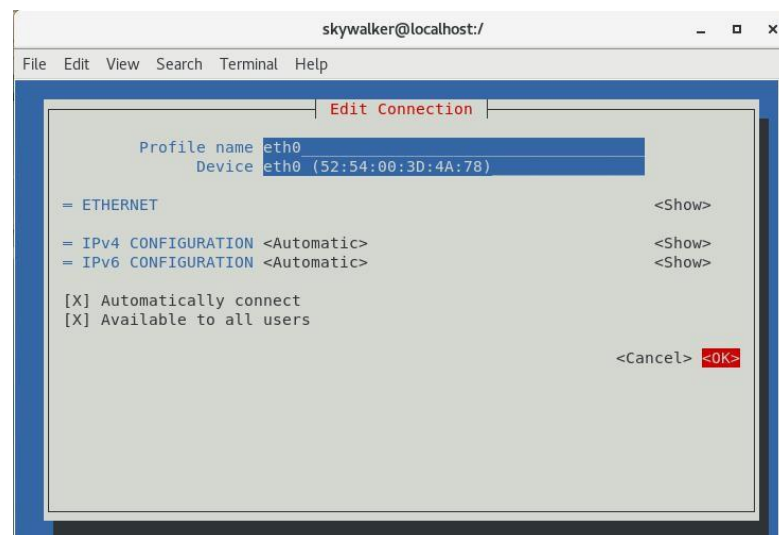 skywalker@localhost:/
File Edit View Search Terminal Help
Edit Connection
Profile name eth0
Device eth0 (52:54:00:3D:4A:78)
= ETHERNET <Show>
= IPv4 CONFIGURATION <Automatic> <Show>
= IPv6 CONFIGURATION <Automatic> <Show>
[X] Automatically connect
[X] Available to all users
<Cancel> <OK>